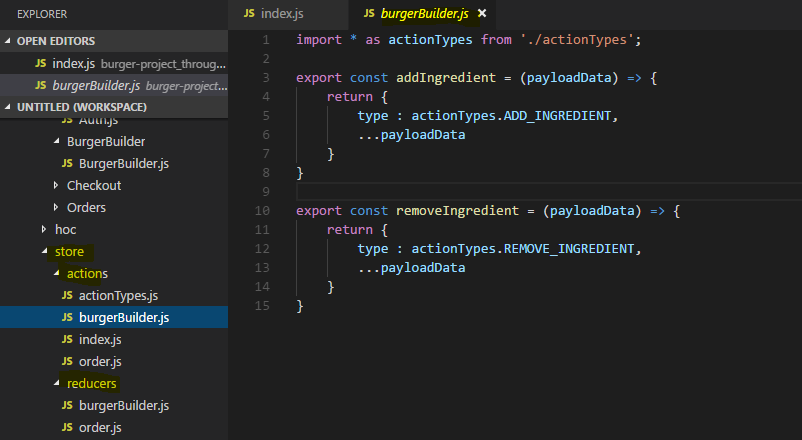 EXPLORER
OPEN EDITORS
JS index.js burger-project_throug...
JS burgerBuilder.js burger-project...
UNTITLED (WORKSPACE)
JS Auth.js
BurgerBuilder
JS BurgerBuilder.js
Checkout
Orders
hoc
store
actions
JS actionTypes.js
JS burgerBuilder.js
JS index.js
JS order.js
reducers
JS burgerBuilder.js
JS order.js
JS index.js JS burgerBuilder.js
1 import * as actionTypes from './actionTypes';
2
3 export const addIngredient = (payloadData) => {
4     return {
5         type : actionTypes.ADD_INGREDIENT,
6         ...payloadData
7     }
8 }
9
10 export const removeIngredient = (payloadData) => {
11     return {
12         type : actionTypes.REMOVE_INGREDIENT,
13         ...payloadData
14     }
15 }